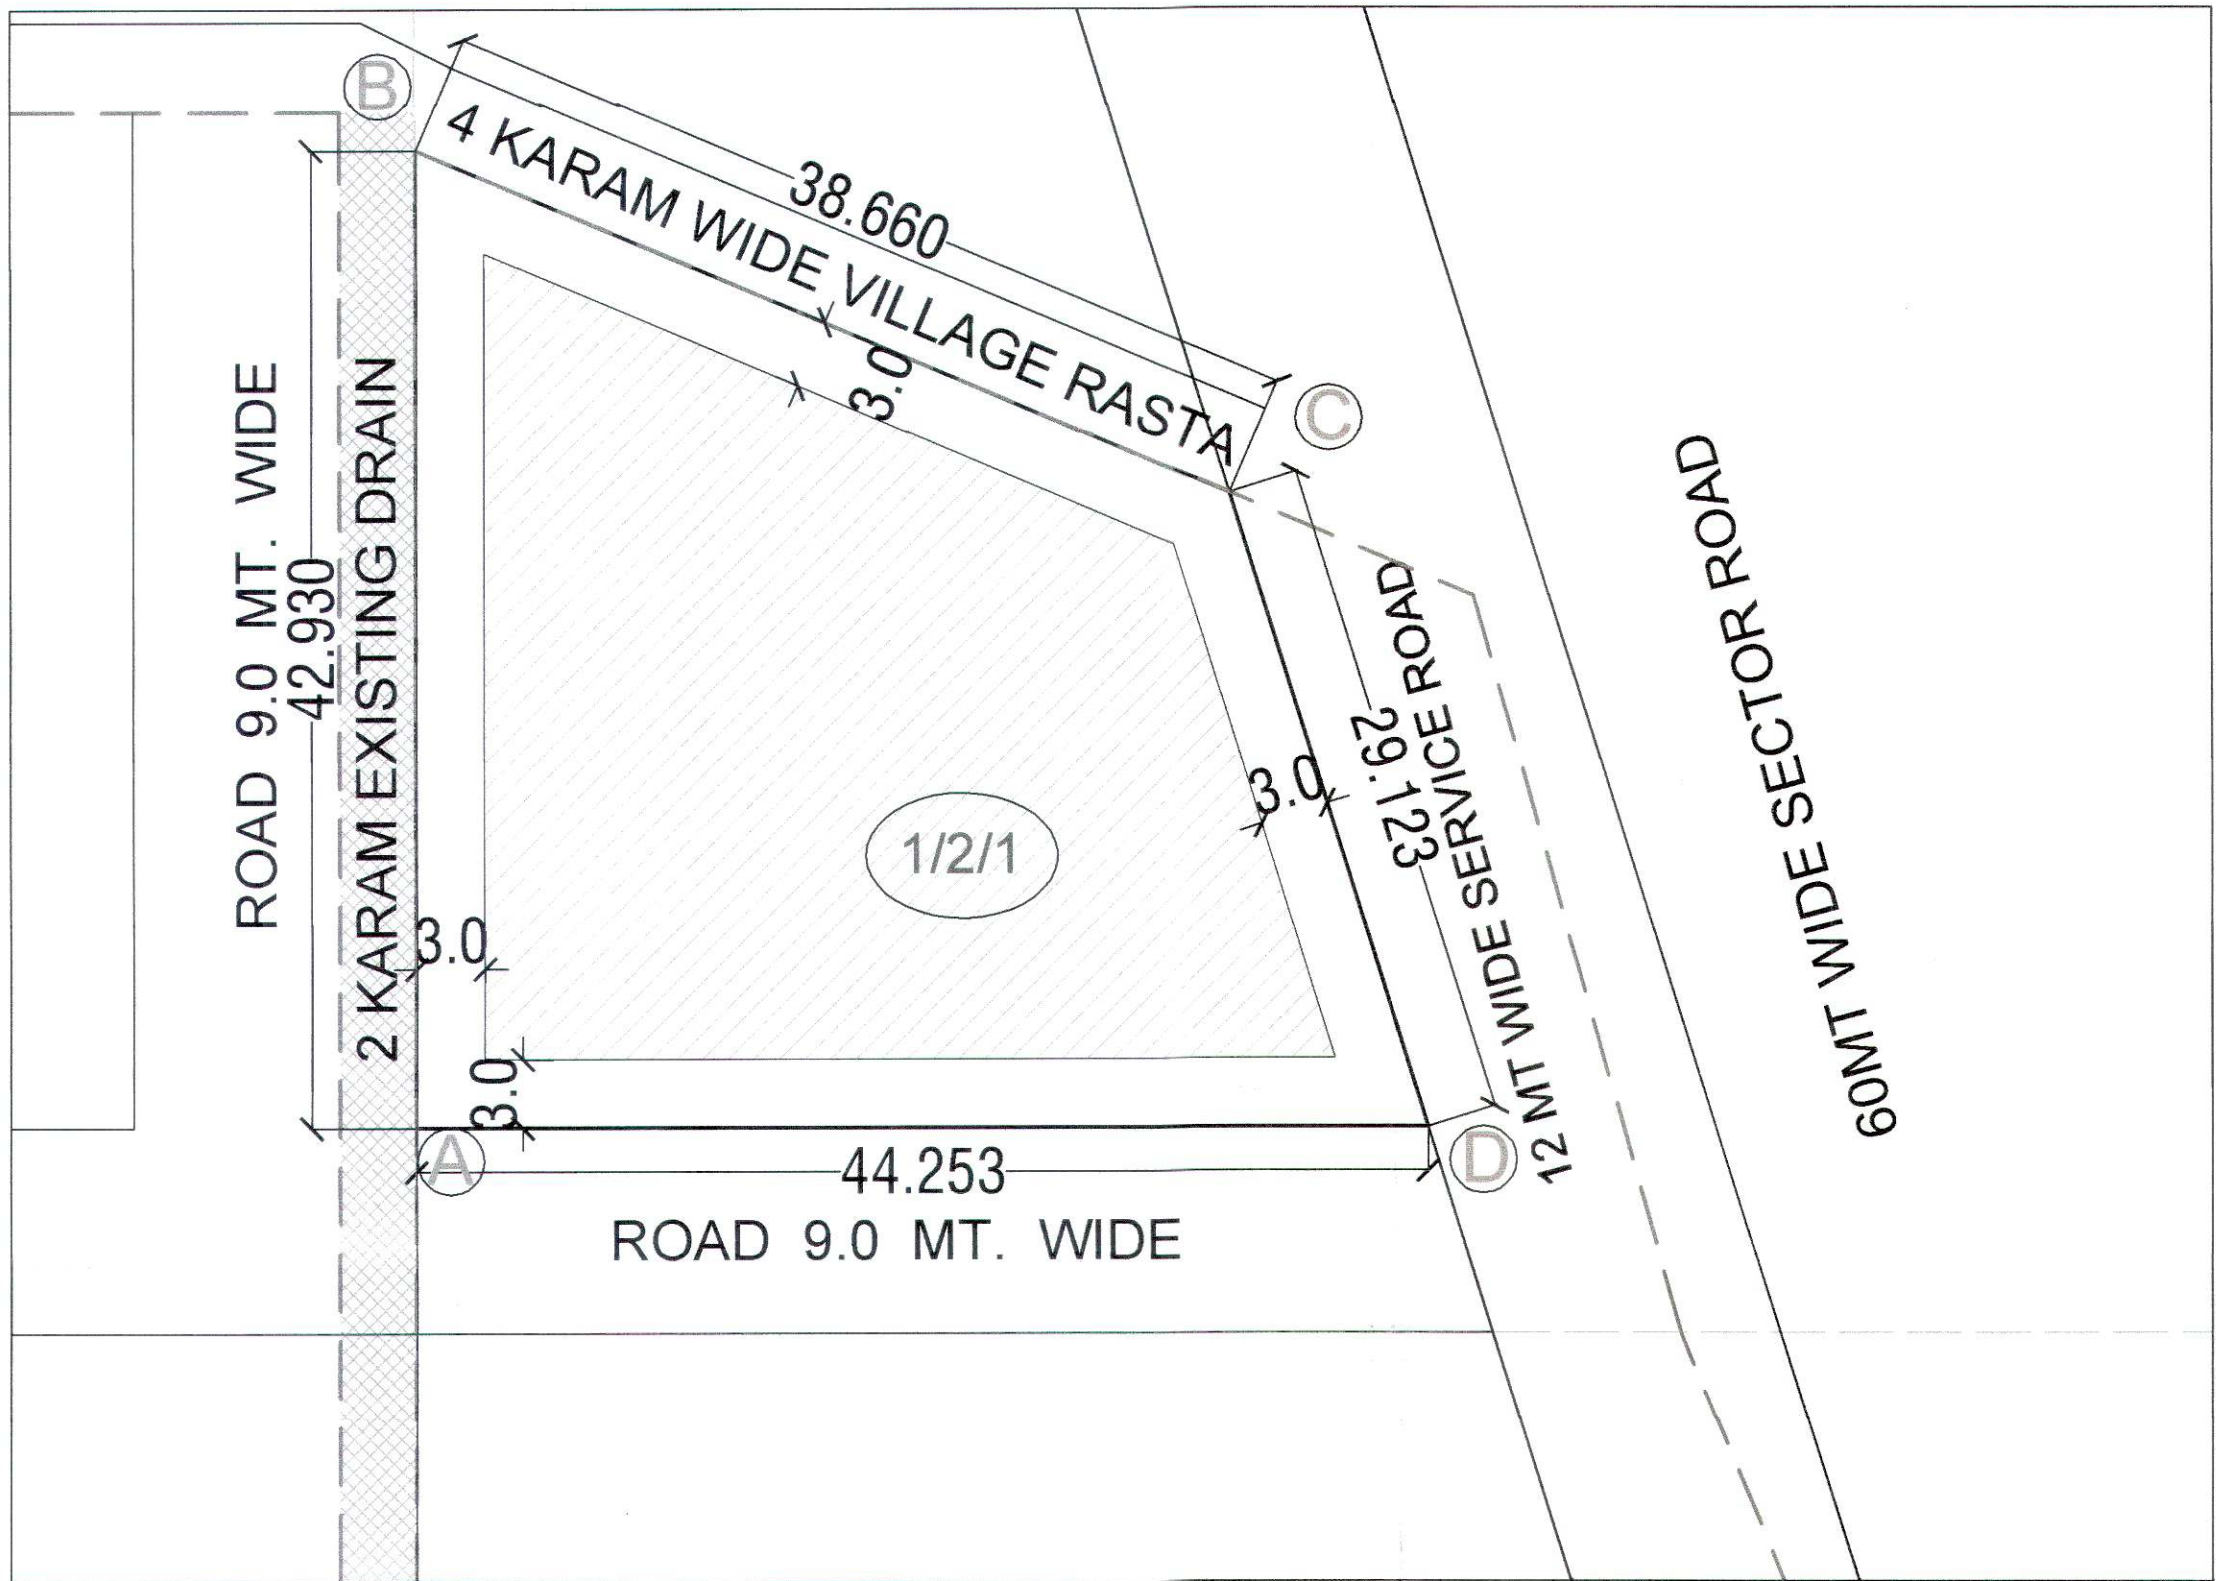 B
4 KARAM WIDE VILLAGE RASTA
38.660
C
ROAD 9.0 MT. WIDE
42.930
2 KARAM EXISTING DRAIN
3.0
29.123
12 MT WIDE SERVICE ROAD
60MT WIDE SECTOR ROAD
3.0
1/2/1
3.0
3.0
A
44.253
D
ROAD 9.0 MT. WIDE